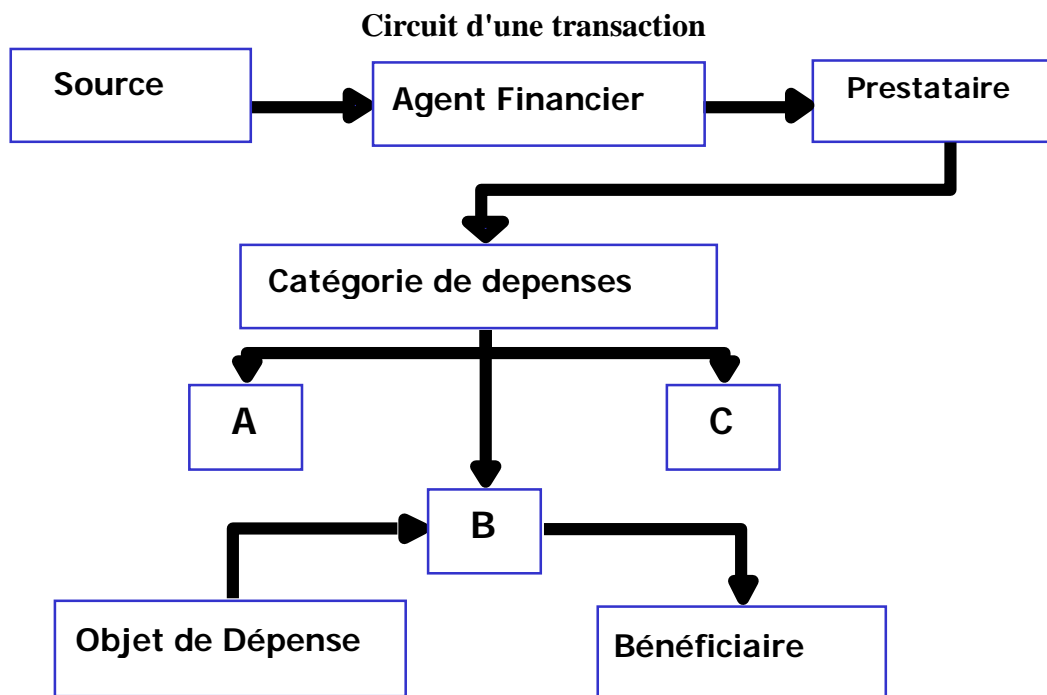 Circuit d'une transaction
Source
Agent Financier
Prestataire
Catégorie de depenses
A
C
B
Objet de Dépense
Bénéficiaire